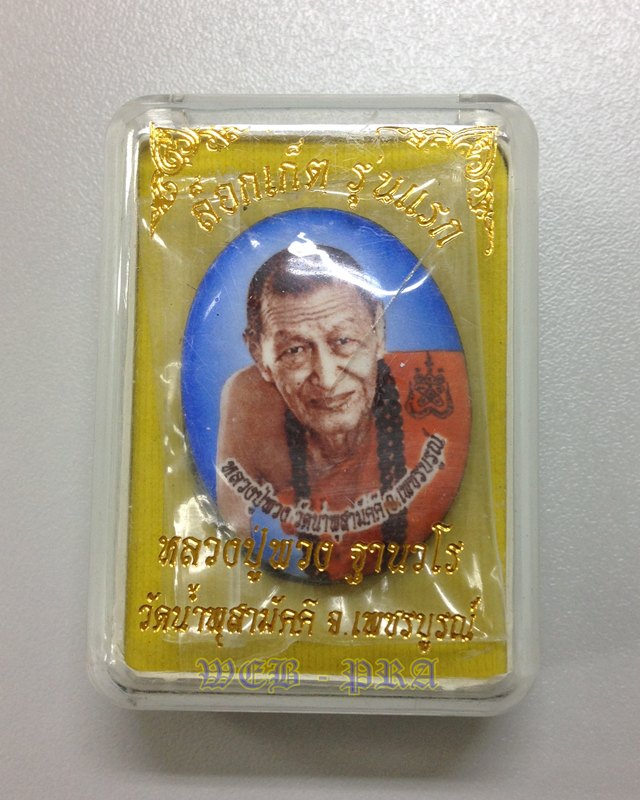 ล็อกเก็ต รุ่นแรก
หลวงปู่พวง วัดน้ำพุสามัคคี จ.เพชรบูรณ์
หลวงปู่พวง ฐานวโร
วัดน้ำพุสามัคคี จ.เพชรบูรณ์
WEB - PRA